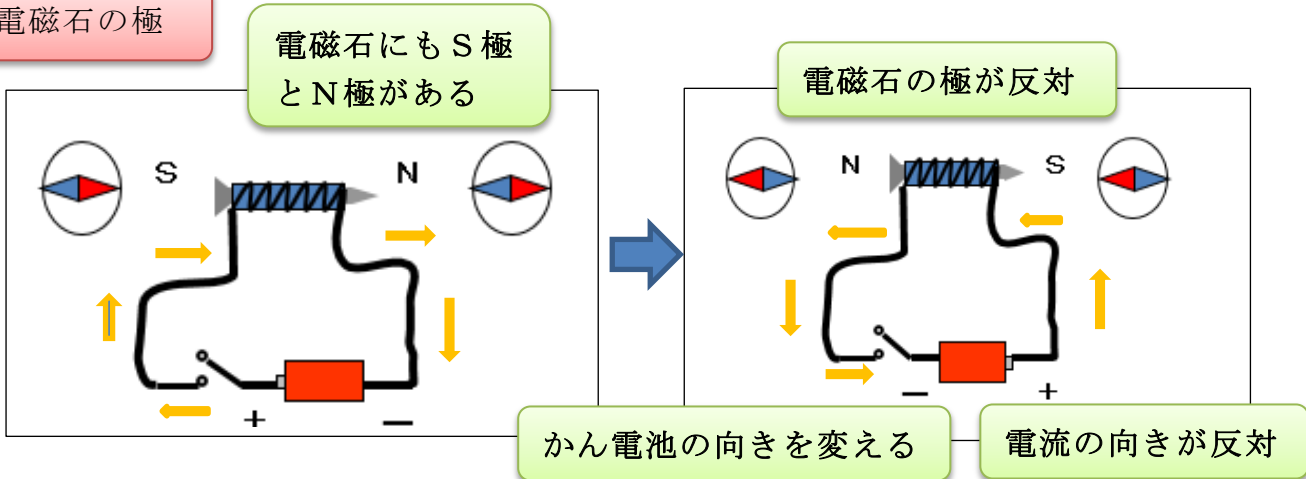 電磁石の極
電磁石にもS極
とN極がある
電磁石の極が反対
S
N
N
S
+
—
—
+
かん電池の向きを変える
電流の向きが反対